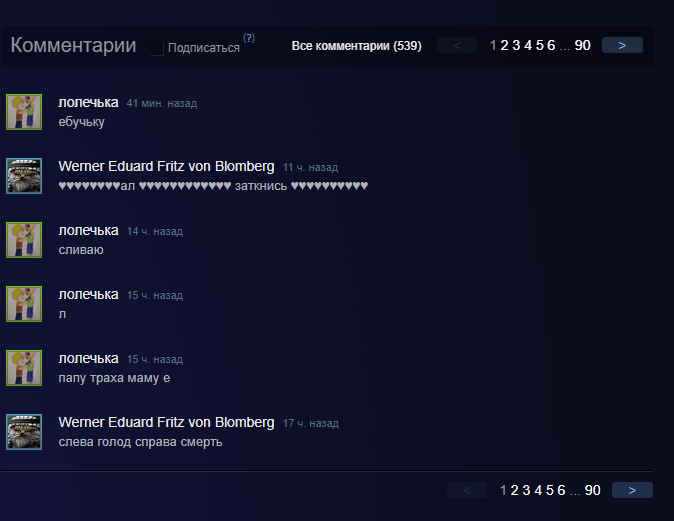 Комментарии Подписаться (?) Все комментарии (539) < 1 2 3 4 5 6 ... 90 >
лолечька 41 мин. назад
ебучьку
Werner Eduard Fritz von Blomberg 11 ч. назад
♥♥♥♥♥♥♥♥ал ♥♥♥♥♥♥♥♥♥♥♥♥ заткнись ♥♥♥♥♥♥♥♥♥♥
лолечька 14 ч. назад
сливаю
лолечька 15 ч. назад
л
лолечька 15 ч. назад
папу траха маму е
Werner Eduard Fritz von Blomberg 17 ч. назад
слева голод справа смерть
< 1 2 3 4 5 6 ... 90 >